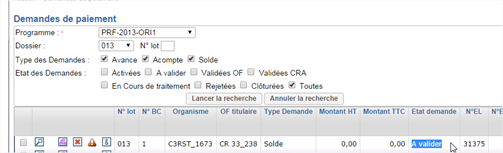 Demandes de paiement
Programme : * PRF-2013-ORI1
Dossier : 013 N° lot
Type des Demandes : Avance Acompte Solde
Etat des Demandes : Activées A valider Validées OF Validées CRA
En Cours de traitement Rejetées Clôturées Toutes
Lancer la recherche Annuler la recherche
N° lot N° BC Organisme OF titulaire Type Demande Montant HT Montant TTC Etat demande N°EL N°E
013 1 C3RST_1673 CR 33_238 Solde 0,00 0,00 A valider 31375